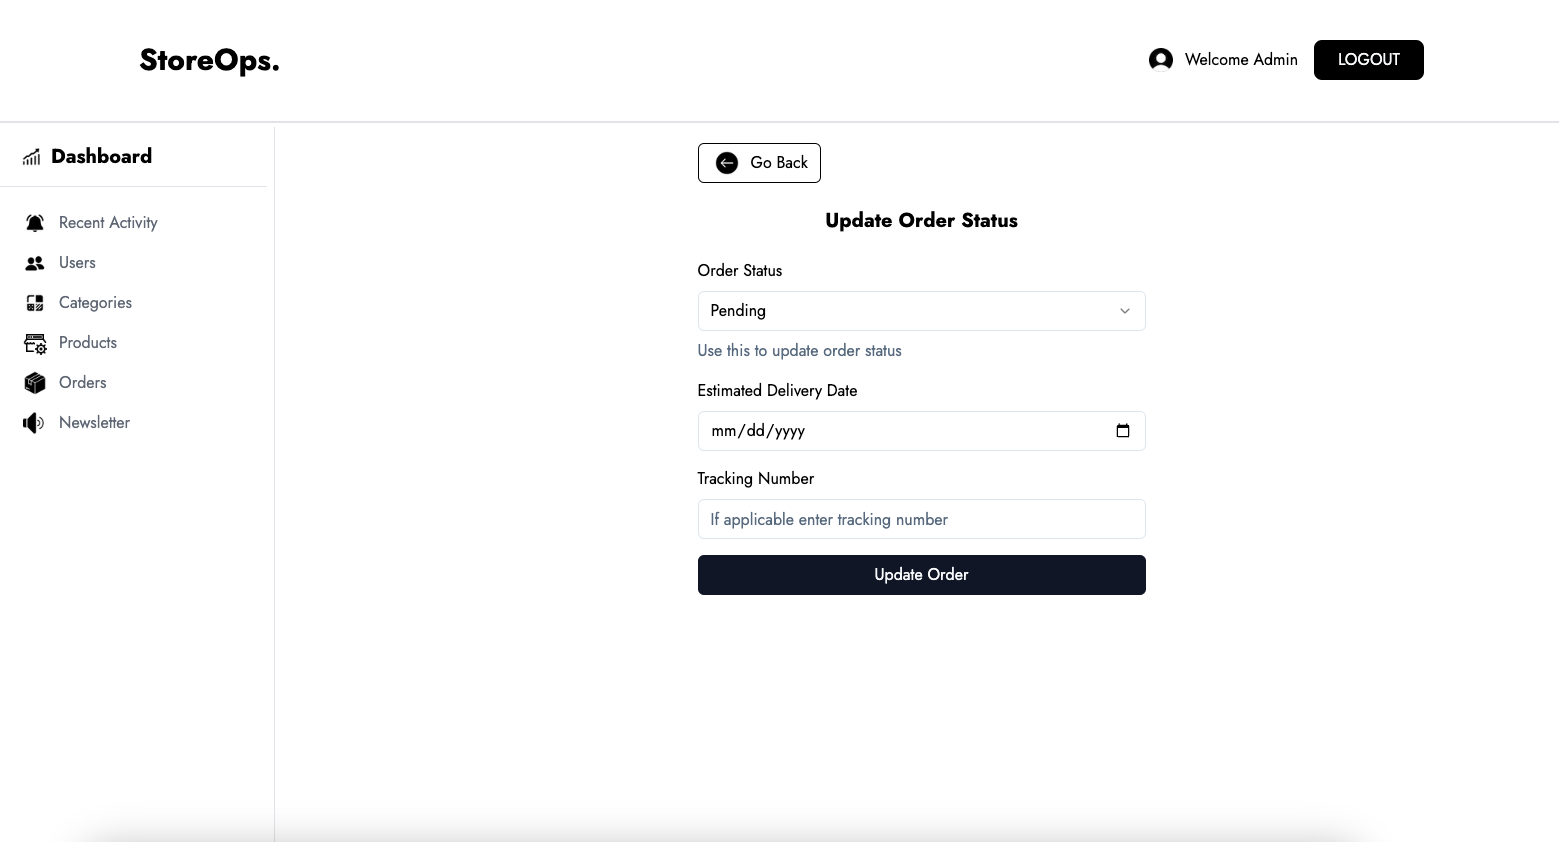 StoreOps.
Welcome Admin
LOGOUT
Dashboard
Recent Activity
Users
Categories
Products
Orders
Newsletter
Go Back
Update Order Status
Order Status
Pending
Use this to update order status
Estimated Delivery Date
mm/dd/yyyy
Tracking Number
If applicable enter tracking number
Update Order